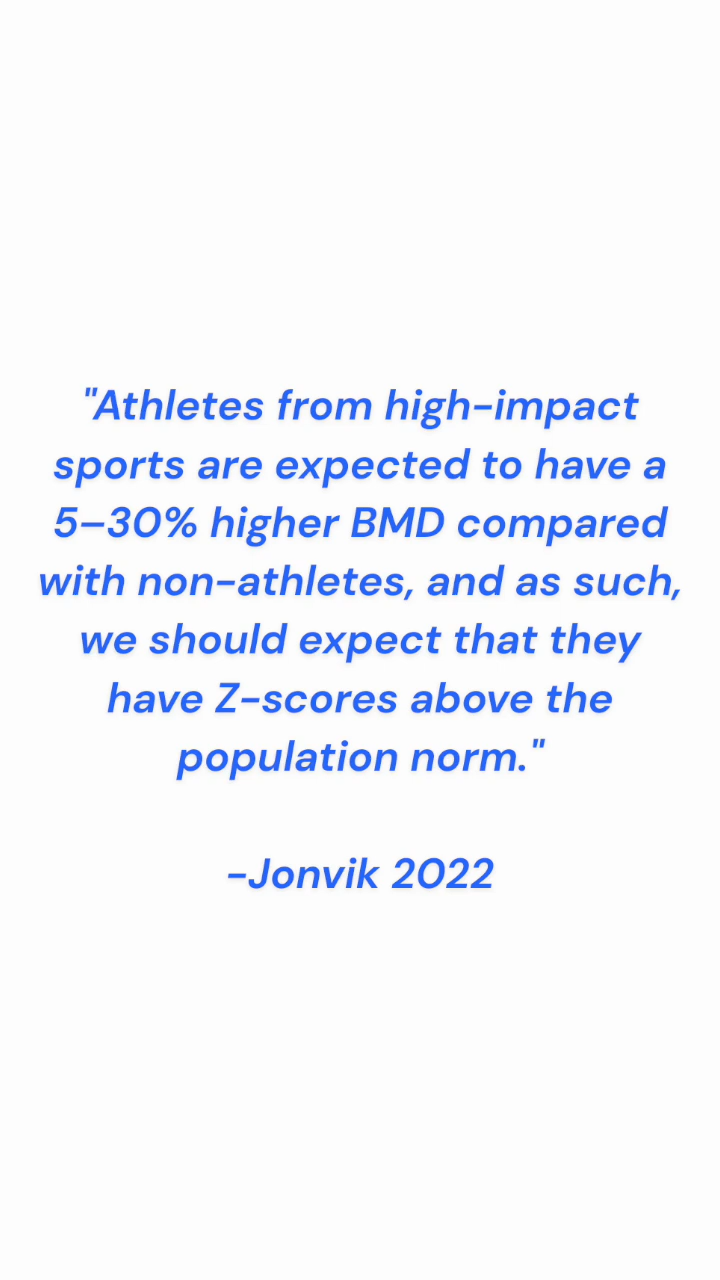 "Athletes from high-impact
sports are expected to have a
5–30% higher BMD compared
with non-athletes, and as such,
we should expect that they
have Z-scores above the
population norm."
-Jonvik 2022